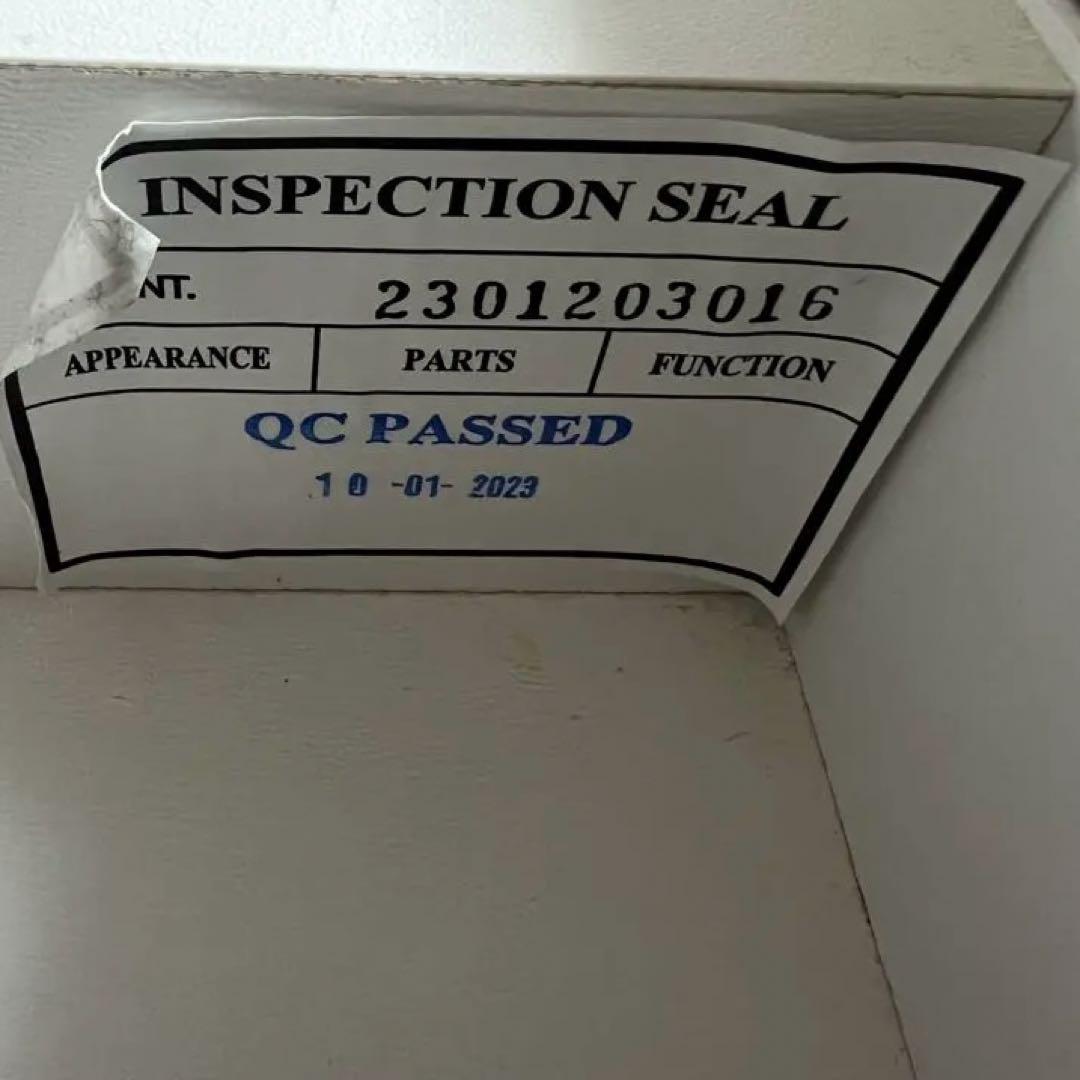 INSPECTION SEAL
NT. 2301203016
APPEARANCE PARTS FUNCTION
QC PASSED
10 -01- 2023